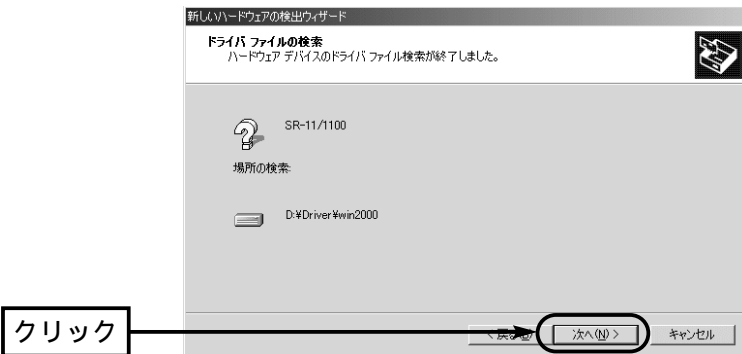 新しいハードウェアの検出ウィザード
ドライバ ファイルの検索
ハードウェア デバイスのドライバ ファイル検索が終了しました。
SR-11/1100
場所の検索:
D:¥Driver¥win2000
クリック
次へ(N) >
キャンセル